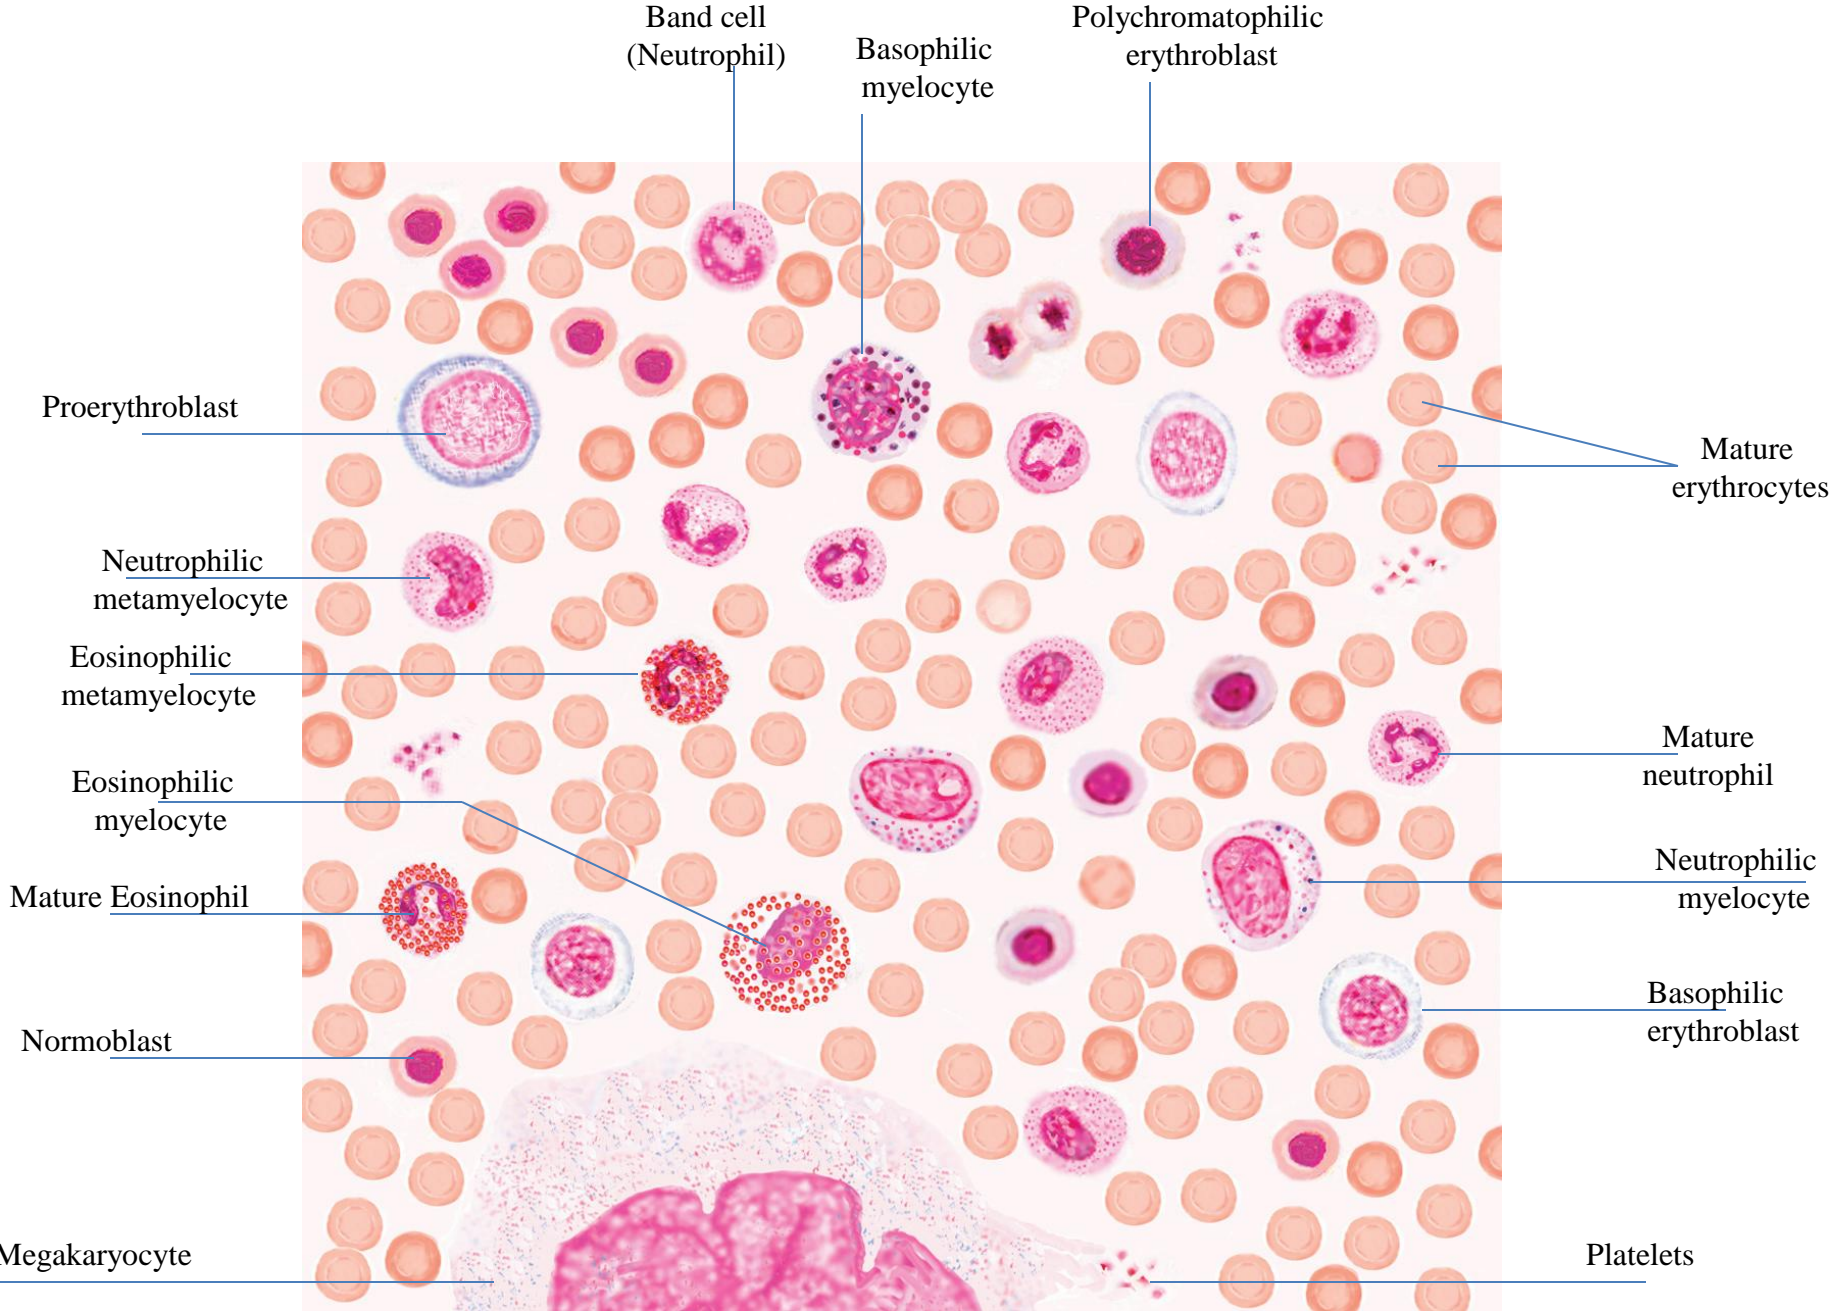 Band cell
(Neutrophil)
Basophilic
myelocyte
Polychromatophilic
erythroblast
Proerythroblast
Mature
erythrocytes
Neutrophilic
metamyelocyte
Eosinophilic
metamyelocyte
Mature
neutrophil
Eosinophilic
myelocyte
Neutrophilic
myelocyte
Mature Eosinophil
Basophilic
erythroblast
Normoblast
Megakaryocyte
Platelets